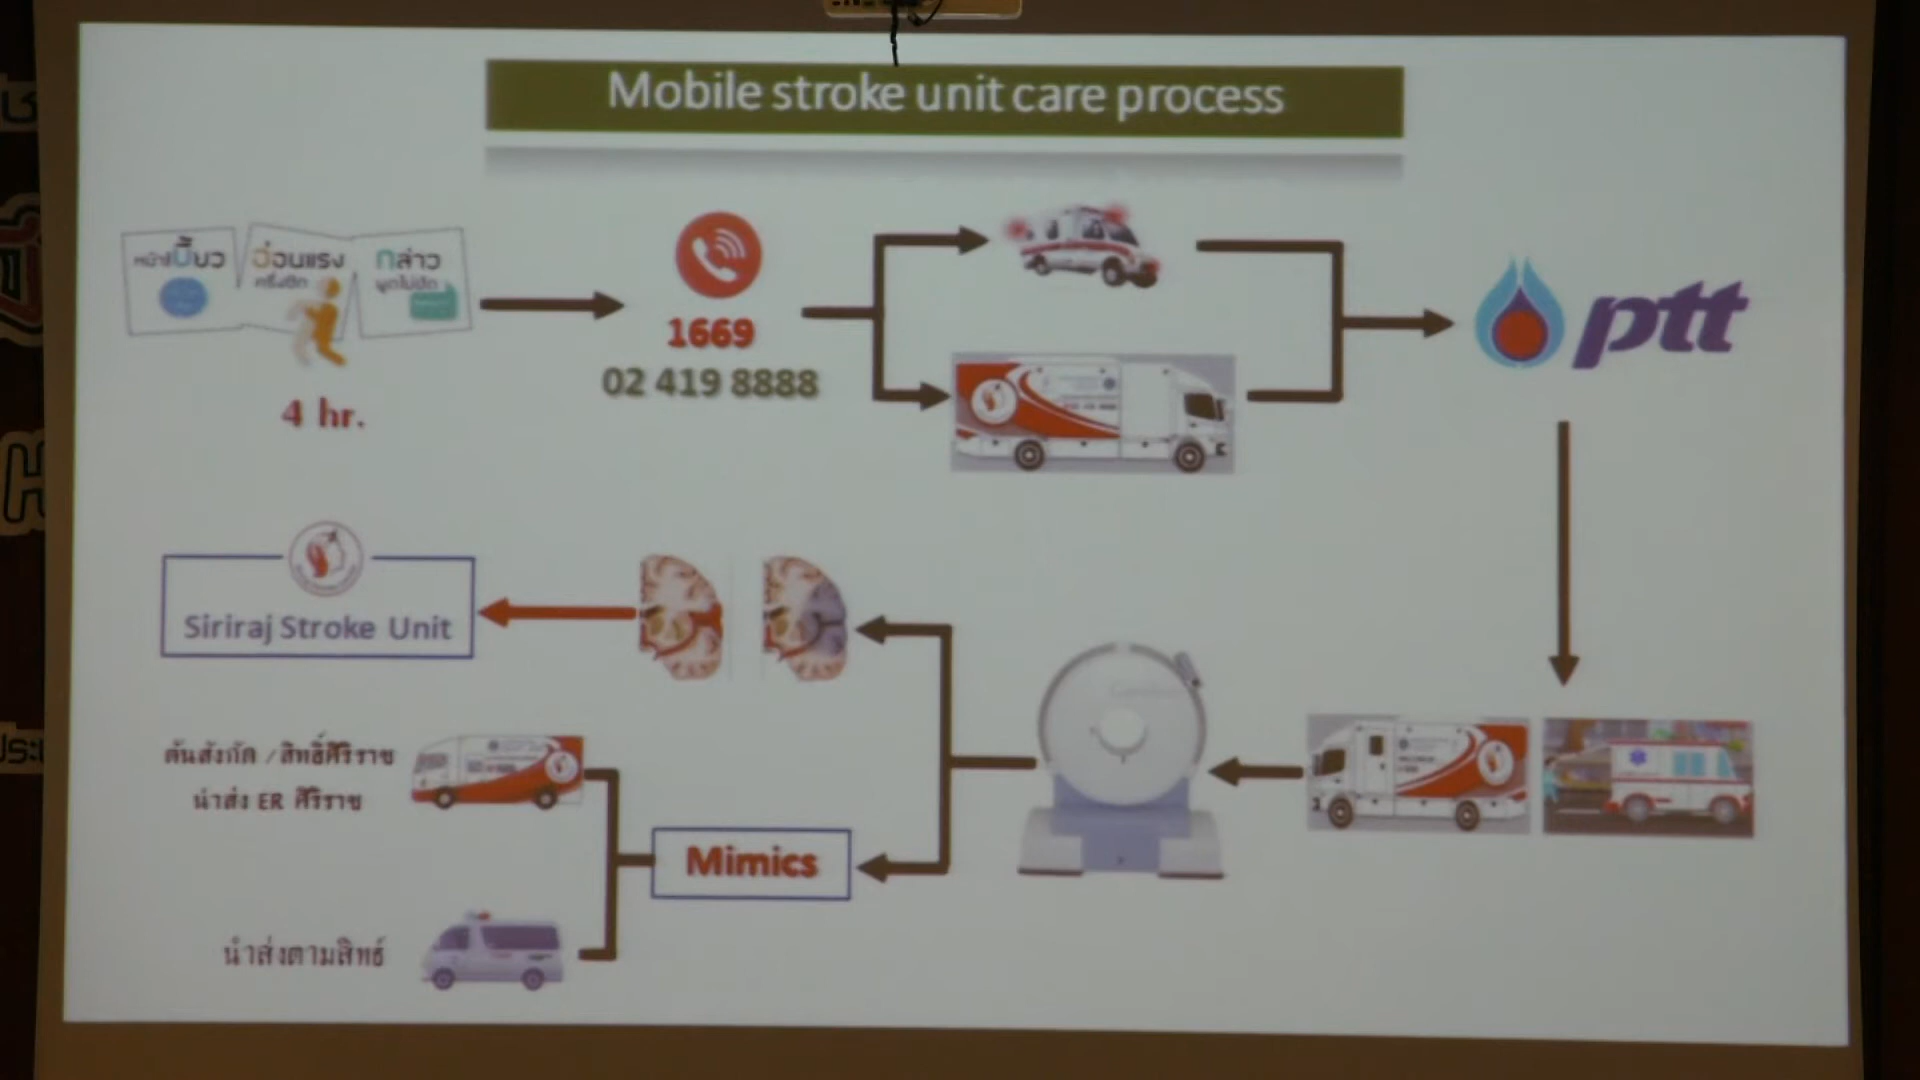 Mobile stroke unit care process
หน้าเบี้ยว
อ่อนแรง
ครึ่งซีก
กล่าว
พูดไม่ชัด
4 hr.
1669
02 419 8888
ptt
Siriraj Stroke Unit
ต้นสังกัด / สิทธิ์ศิริราช
นำส่ง ER ศิริราช
Mimics
นำส่งตามสิทธ์